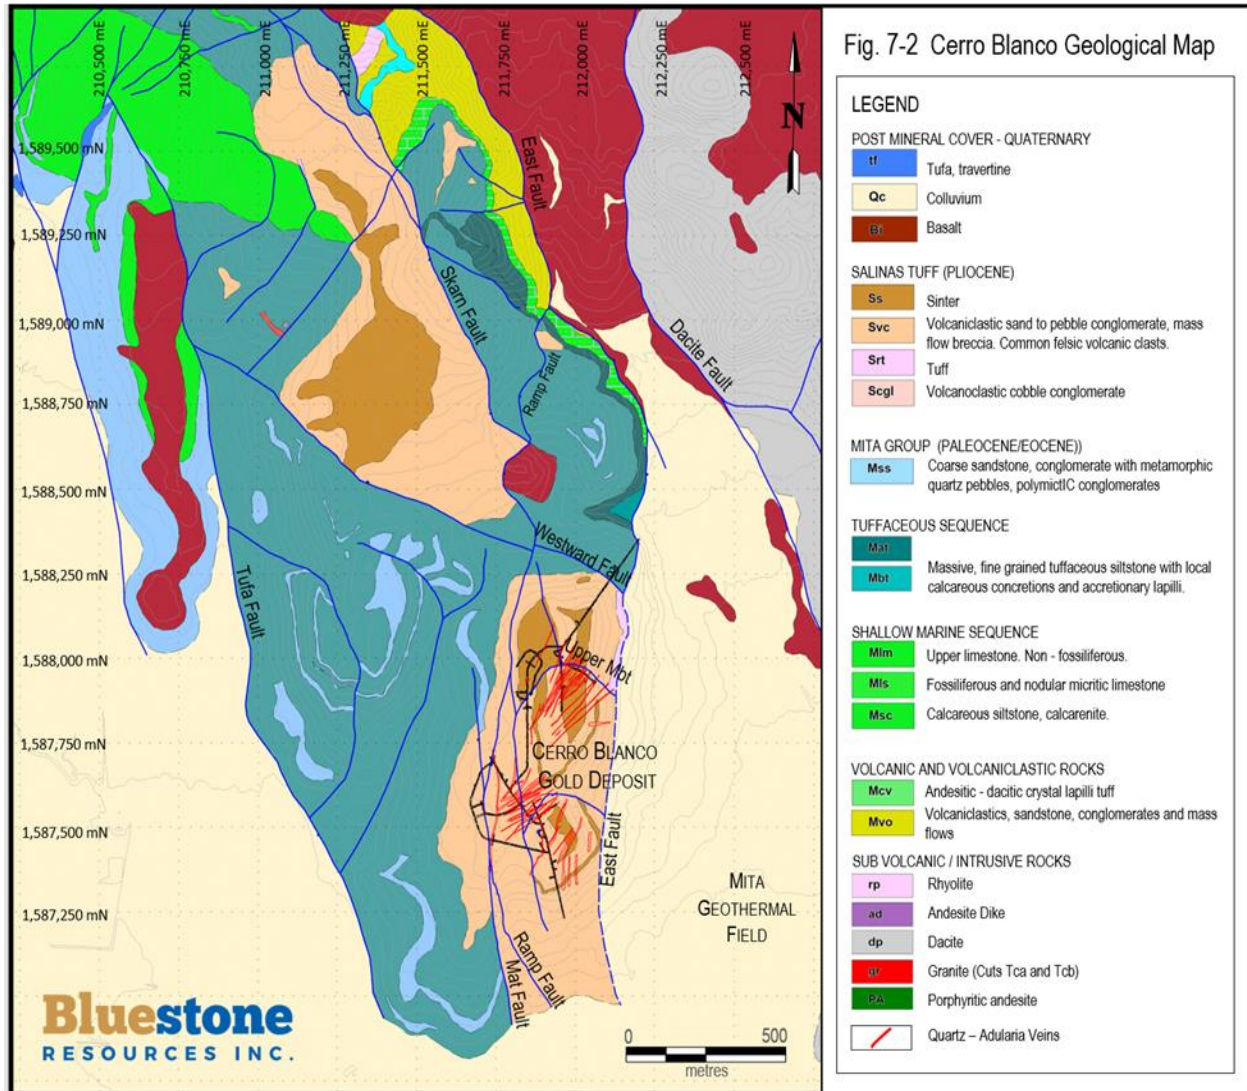 210,500 mE
210,750 mE
211,000 mE
211,250 mE
211,500 mE
211,750 mE
212,000 mE
212,250 mE
212,500 mE
1,589,500 mN
1,589,250 mN
1,589,000 mN
1,588,750 mN
1,588,500 mN
1,588,250 mN
1,588,000 mN
1,587,750 mN
1,587,500 mN
1,587,250 mN
N
East Fault
Skarn Fault
Ramp Fault
Dacite Fault
Westward Fault
Tufa Fault
Upper Mbt
CERRO BLANCO
GOLD DEPOSIT
East Fault
MITA
GEOTHERMAL
FIELD
Ramp Fault
Mat Fault
Bluestone
RESOURCES INC.
0 500
metres
Fig. 7-2 Cerro Blanco Geological Map
LEGEND
POST MINERAL COVER - QUATERNARY
tf Tufa, travertine
Qc Colluvium
Bi Basalt
SALINAS TUFF (PLIOCENE)
Ss Sinter
Svc Volcaniclastic sand to pebble conglomerate, mass
flow breccia. Common felsic volcanic clasts.
Srt Tuff
Scgl Volcanoclastic cobble conglomerate
MITA GROUP (PALEOCENE/EOCENE))
Mss Coarse sandstone, conglomerate with metamorphic
quartz pebbles, polymictIC conglomerates
TUFFACEOUS SEQUENCE
Mat
Mbt Massive, fine grained tuffaceous siltstone with local
calcareous concretions and accretionary lapilli.
SHALLOW MARINE SEQUENCE
Mlm Upper limestone. Non - fossiliferous.
Mls Fossiliferous and nodular micritic limestone
Msc Calcareous siltstone, calcarenite.
VOLCANIC AND VOLCANICLASTIC ROCKS
Mcv Andesitic - dacitic crystal lapilli tuff
Mvo Volcaniclastics, sandstone, conglomerates and mass
flows
SUB VOLCANIC / INTRUSIVE ROCKS
rp Rhyolite
ad Andesite Dike
dp Dacite
gr Granite (Cuts Tca and Tcb)
PA Porphyritic andesite
Quartz – Adularia Veins